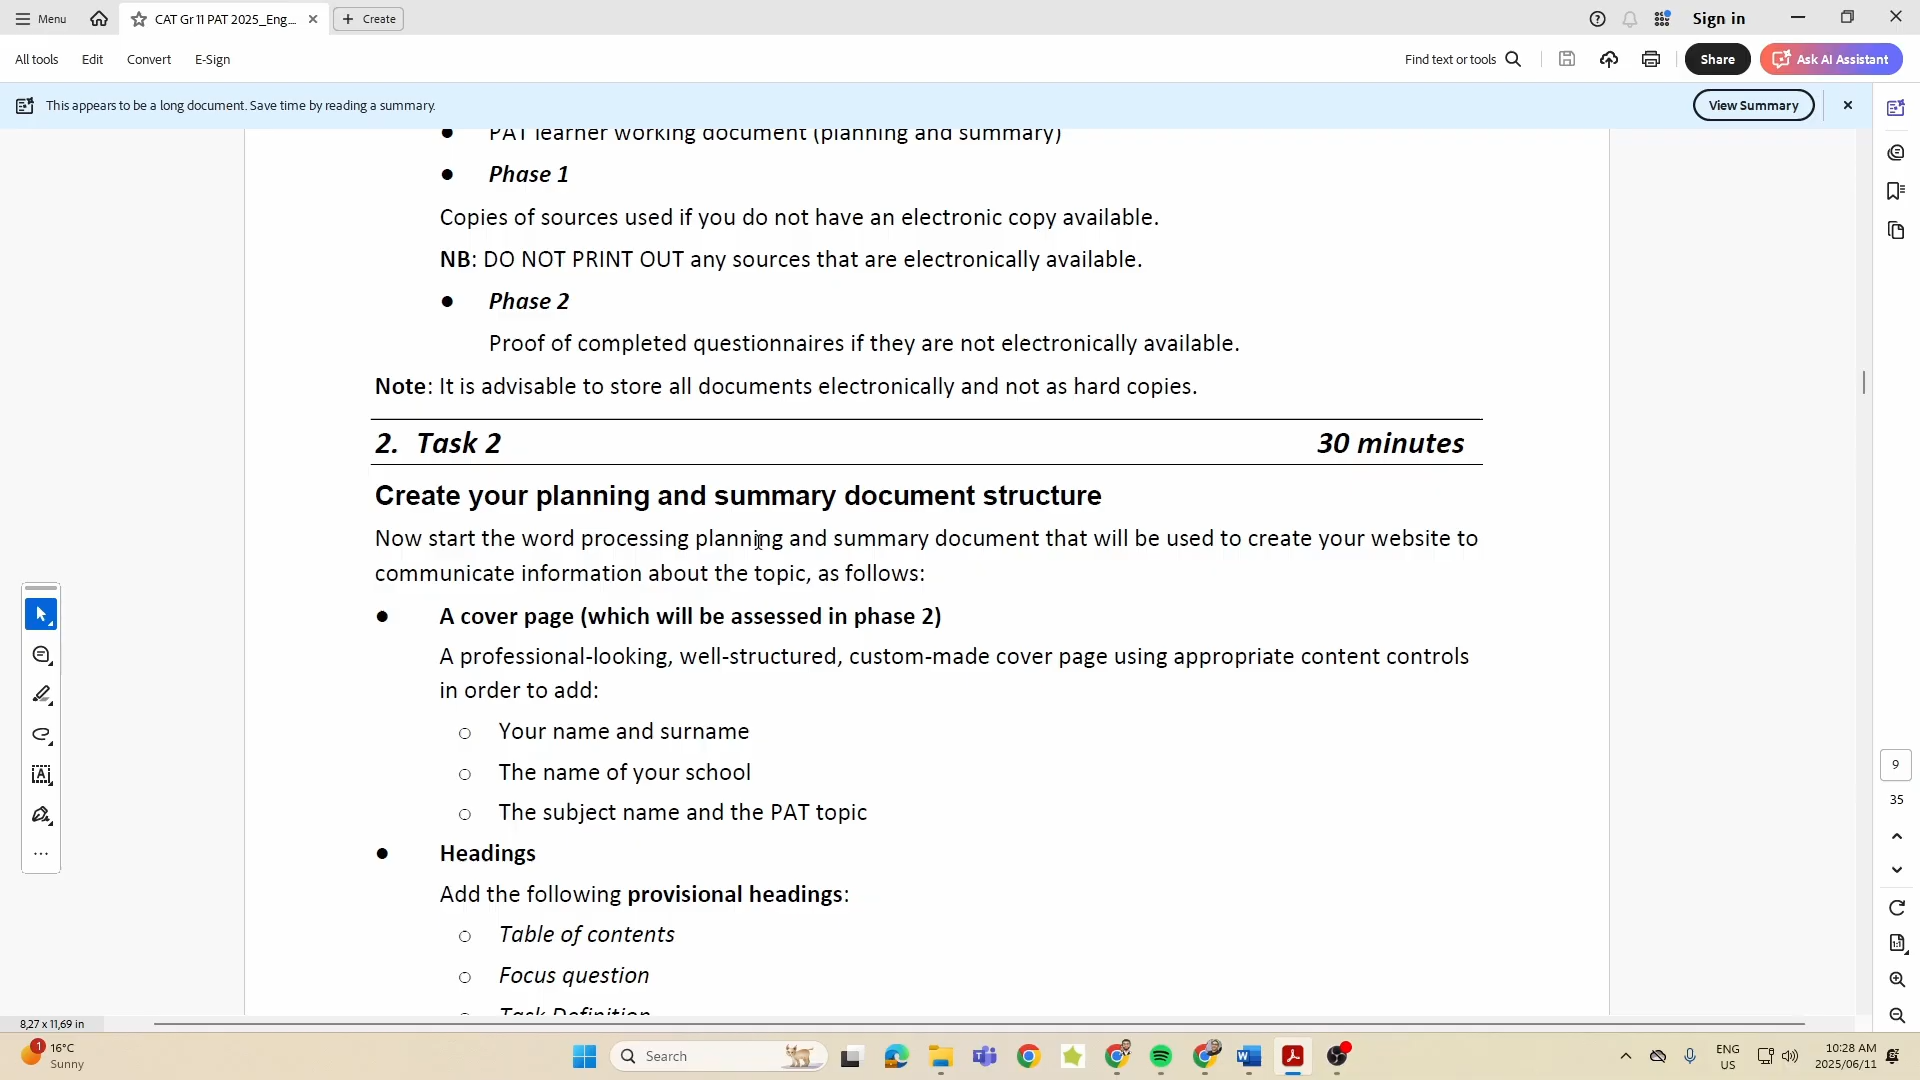 Menu
CAT Gr 11 PAT 2025_Eng...
Create
Sign in
All tools
Edit
Convert
E-Sign
Find text or tools
Share
Ask AI Assistant
This appears to be a long document. Save time by reading a summary.
View Summary
● PAT learner working document (planning and summary)
● Phase 1
Copies of sources used if you do not have an electronic copy available.
NB: DO NOT PRINT OUT any sources that are electronically available.
● Phase 2
Proof of completed questionnaires if they are not electronically available.
Note: It is advisable to store all documents electronically and not as hard copies.
2. Task 2 30 minutes
Create your planning and summary document structure
Now start the word processing planning and summary document that will be used to create your website to
communicate information about the topic, as follows:
● A cover page (which will be assessed in phase 2)
A professional-looking, well-structured, custom-made cover page using appropriate content controls
in order to add:
○ Your name and surname
○ The name of your school
○ The subject name and the PAT topic
● Headings
Add the following provisional headings:
○ Table of contents
○ Focus question
○ Task Definition
9
35
8,27 x 11,69 in
1
16°C
Sunny
Search
ENG
US
10:28 AM
2025/06/11